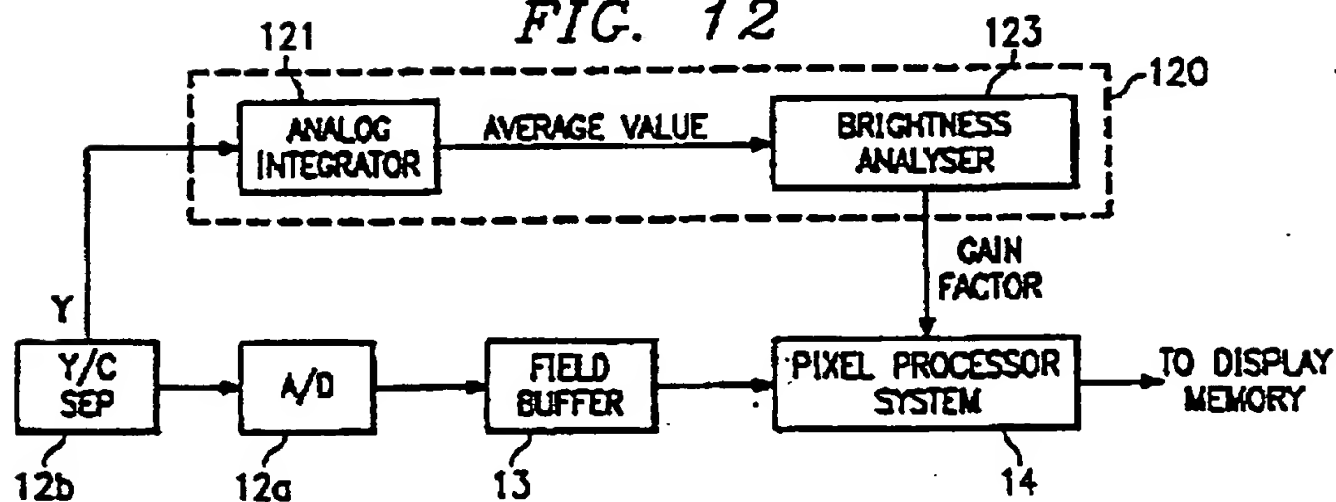 FIG. 12
121
123
120
ANALOG
INTEGRATOR
AVERAGE VALUE
BRIGHTNESS
ANALYSER
GAIN
FACTOR
Y
Y/C
SEP
A/D
FIELD
BUFFER
PIXEL PROCESSOR
SYSTEM
TO DISPLAY
MEMORY
12b
12a
13
14